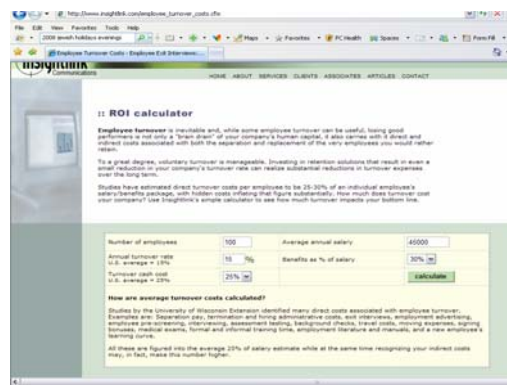 http://www.insightlink.com/employee_turnover_costs.cfm
File Edit View Favorites Tools Help
2008 jewish holidays evenings Maps Favorites PC Health Spaces Form Fill
Employee Turnover Costs - Employee Exit Interviews:...
insightlink
Communications
HOME ABOUT SERVICES CLIENTS ASSOCIATES ARTICLES CONTACT
:: ROI calculator
Employee turnover is inevitable and, while some employee turnover can be useful, losing good
performers is not only a "brain drain" of your company's human capital, it also carries with it direct and
indirect costs associated with both the separation and replacement of the very employees you would rather
retain.
To a great degree, voluntary turnover is manageable. Investing in retention solutions that result in even a
small reduction in your company's turnover rate can realize substantial reductions in turnover expenses
over the long term.
Studies have estimated direct turnover costs per employee to be 25-30% of an individual employee's
salary/benefits package, with hidden costs inflating that figure substantially. How much does turnover cost
your company? Use Insightlink's simple calculator to see how much turnover impacts your bottom line.
Number of employees 100 Average annual salary 45000
Annual turnover rate 15 % Benefits as % of salary 30%
U.S. average = 15%
Turnover cash cost 25% calculate
U.S. average = 25%
How are average turnover costs calculated?
Studies by the University of Wisconsin Extension identified many direct costs associated with employee turnover.
Examples are: Separation pay, termination and hiring administrative costs, exit interviews, employment advertising,
employee pre-screening, interviewing, assessment testing, background checks, travel costs, moving expenses, signing
bonuses, medical exams, formal and informal training time, employment literature and manuals, and a new employee's
learning curve.
All these are figured into the average 25% of salary estimate while at the same time recognizing your indirect costs
may, in fact, make this number higher.